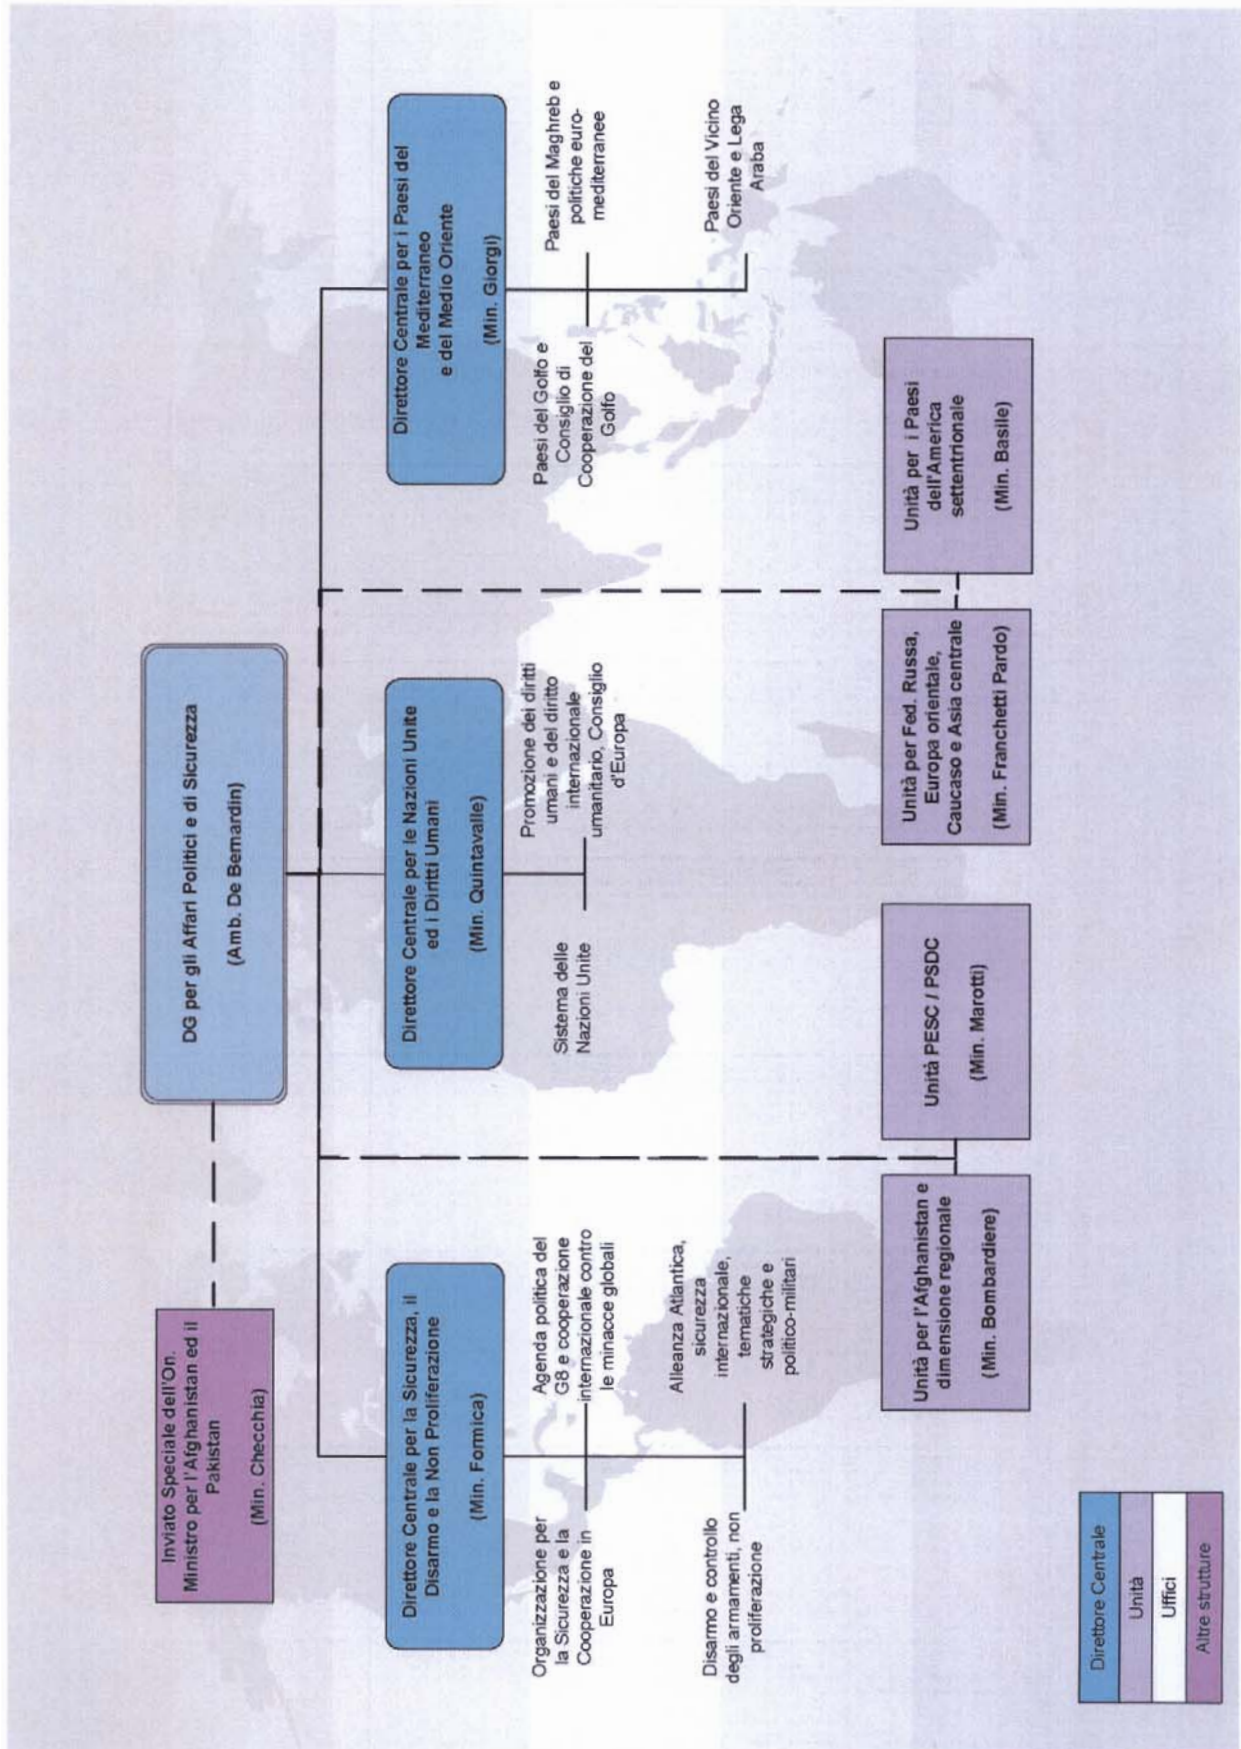 Inviato Speciale dell'On.
Ministro per l'Afghanistan ed il
Pakistan
(Min. Checchia)
DG per gli Affari Politici e di Sicurezza
(Amb. De Bernardin)
Direttore Centrale per la Sicurezza, il
Disarmo e la Non Proliferazione
(Min. Formica)
Direttore Centrale per le Nazioni Unite
ed i Diritti Umani
(Min. Quintavalle)
Direttore Centrale per i Paesi del
Mediterraneo
e del Medio Oriente
(Min. Giorgi)
Organizzazione per
la Sicurezza e la
Cooperazione in
Europa
Agenda politica del
G8 e cooperazione
internazionale contro
le minacce globali
Disarmo e controllo
degli armamenti, non
proliferazione
Alleanza Atlantica,
sicurezza
internazionale,
tematiche
strategiche e
politico-militari
Sistema delle
Nazioni Unite
Promozione dei diritti
umani e del diritto
internazionale
umanitario, Consiglio
d'Europa
Paesi del Golfo e
Consiglio di
Cooperazione del
Golfo
Paesi del Maghreb e
politiche euro-
mediterranee
Paesi del Vicino
Oriente e Lega
Araba
Unità per l'Afghanistan e
dimensione regionale
(Min. Bombardiere)
Unità PESC / PSDC
(Min. Marotti)
Unità per Fed. Russa,
Europa orientale,
Caucaso e Asia centrale
(Min. Franchetti Pardo)
Unità per i Paesi
dell'America
settentrionale
(Min. Basile)
Direttore Centrale
Unità
Uffici
Altre strutture